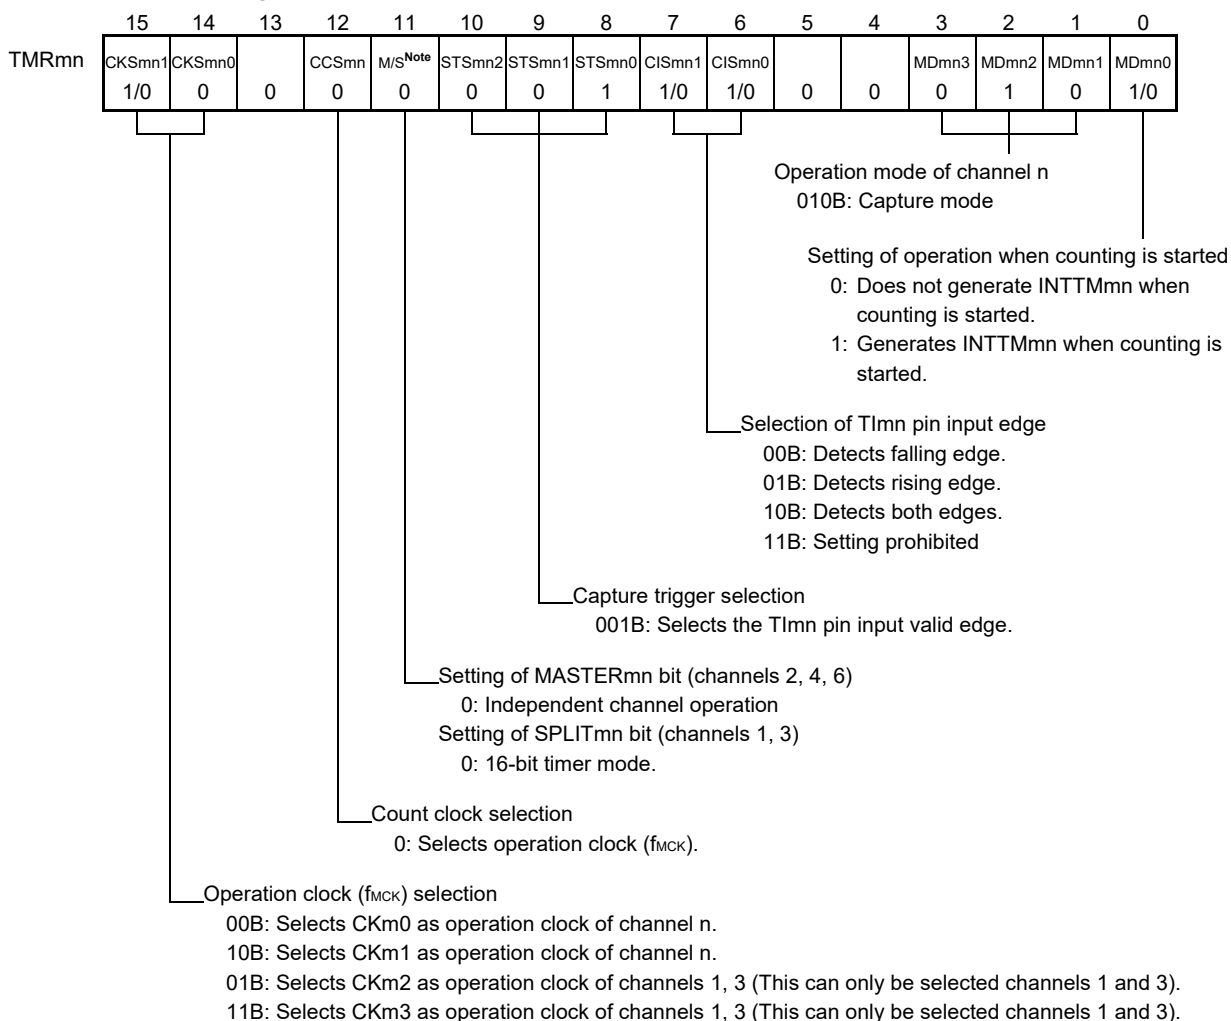 15 14 13 12 11 10 9 8 7 6 5 4 3 2 1 0
TMRmn CKSmn1 CKSmn0 CCSmn M/SNote STSmn2 STSmn1 STSmn0 CISmn1 CISmn0 MDmn3 MDmn2 MDmn1 MDmn0
1/0 0 0 0 0 0 0 1 1/0 1/0 0 0 0 1 0 1/0
Operation mode of channel n
010B: Capture mode
Setting of operation when counting is started
0: Does not generate INTTMmn when
counting is started.
1: Generates INTTMmn when counting is
started.
Selection of TImn pin input edge
00B: Detects falling edge.
01B: Detects rising edge.
10B: Detects both edges.
11B: Setting prohibited
Capture trigger selection
001B: Selects the TImn pin input valid edge.
Setting of MASTERmn bit (channels 2, 4, 6)
0: Independent channel operation
Setting of SPLITmn bit (channels 1, 3)
0: 16-bit timer mode.
Count clock selection
0: Selects operation clock (fMCK).
Operation clock (fMCK) selection
00B: Selects CKm0 as operation clock of channel n.
10B: Selects CKm1 as operation clock of channel n.
01B: Selects CKm2 as operation clock of channels 1, 3 (This can only be selected channels 1 and 3).
11B: Selects CKm3 as operation clock of channels 1, 3 (This can only be selected channels 1 and 3).